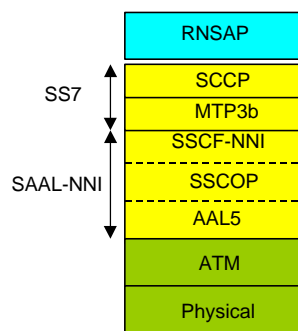 RNSAP
SS7
SCCP
MTP3b
SAAL-NNI
SSCF-NNI
SSCOP
AAL5
ATM
Physical